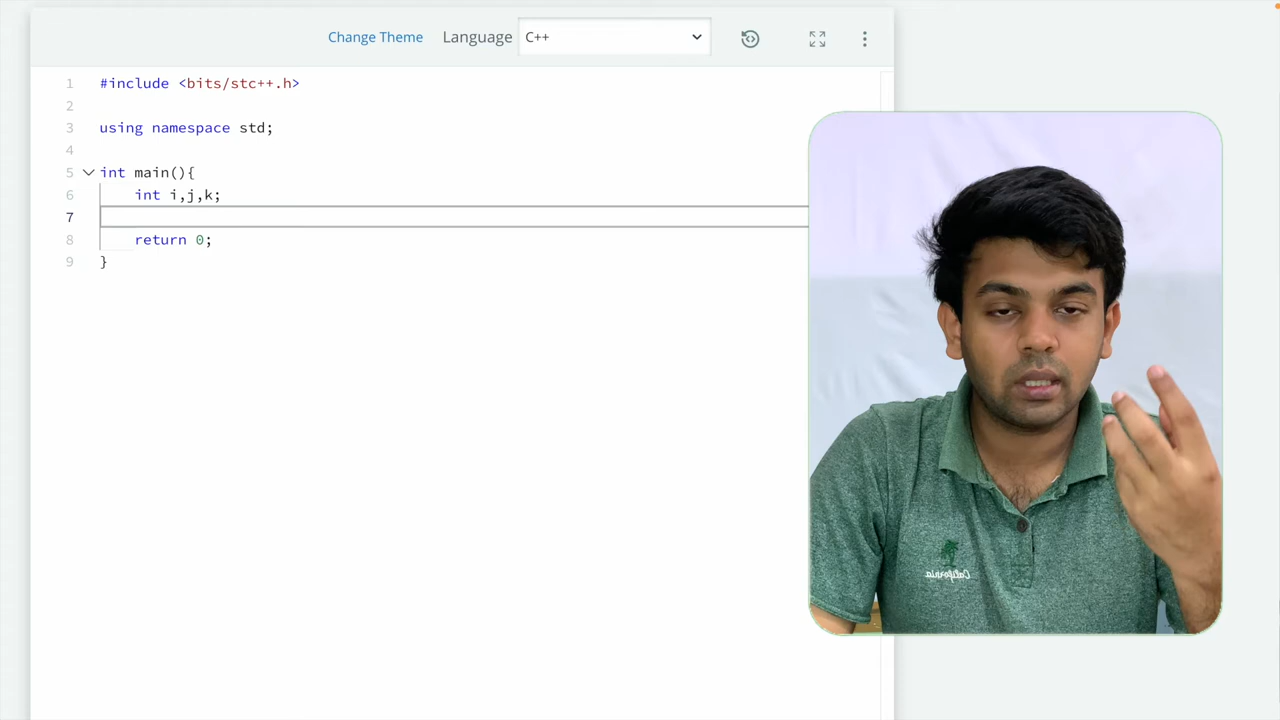 Change Theme Language C++
1 #include <bits/stc++.h>
2
3 using namespace std;
4
5 int main(){
6 int i,j,k;
7
8 return 0;
9 }
California